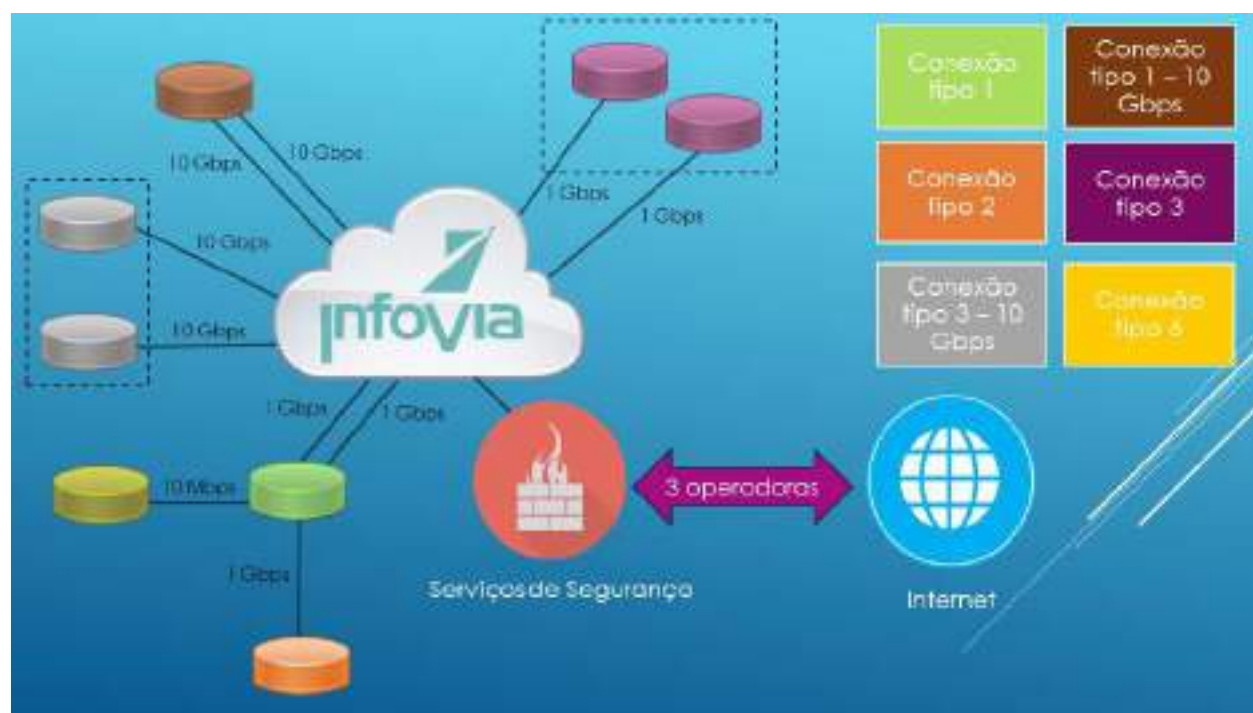 10 Gbps
10 Gbps
1 Gbps
1 Gbps
10 Gbps
10 Gbps
infovia
1 Gbps
1 Gbps
10 Mbps
1 Gbps
Serviços de Segurança
3 operadoras
Internet
Conexão
tipo 1
Conexão
tipo 1 – 10
Gbps
Conexão
tipo 2
Conexão
tipo 3
Conexão
tipo 3 – 10
Gbps
Conexão
tipo 6